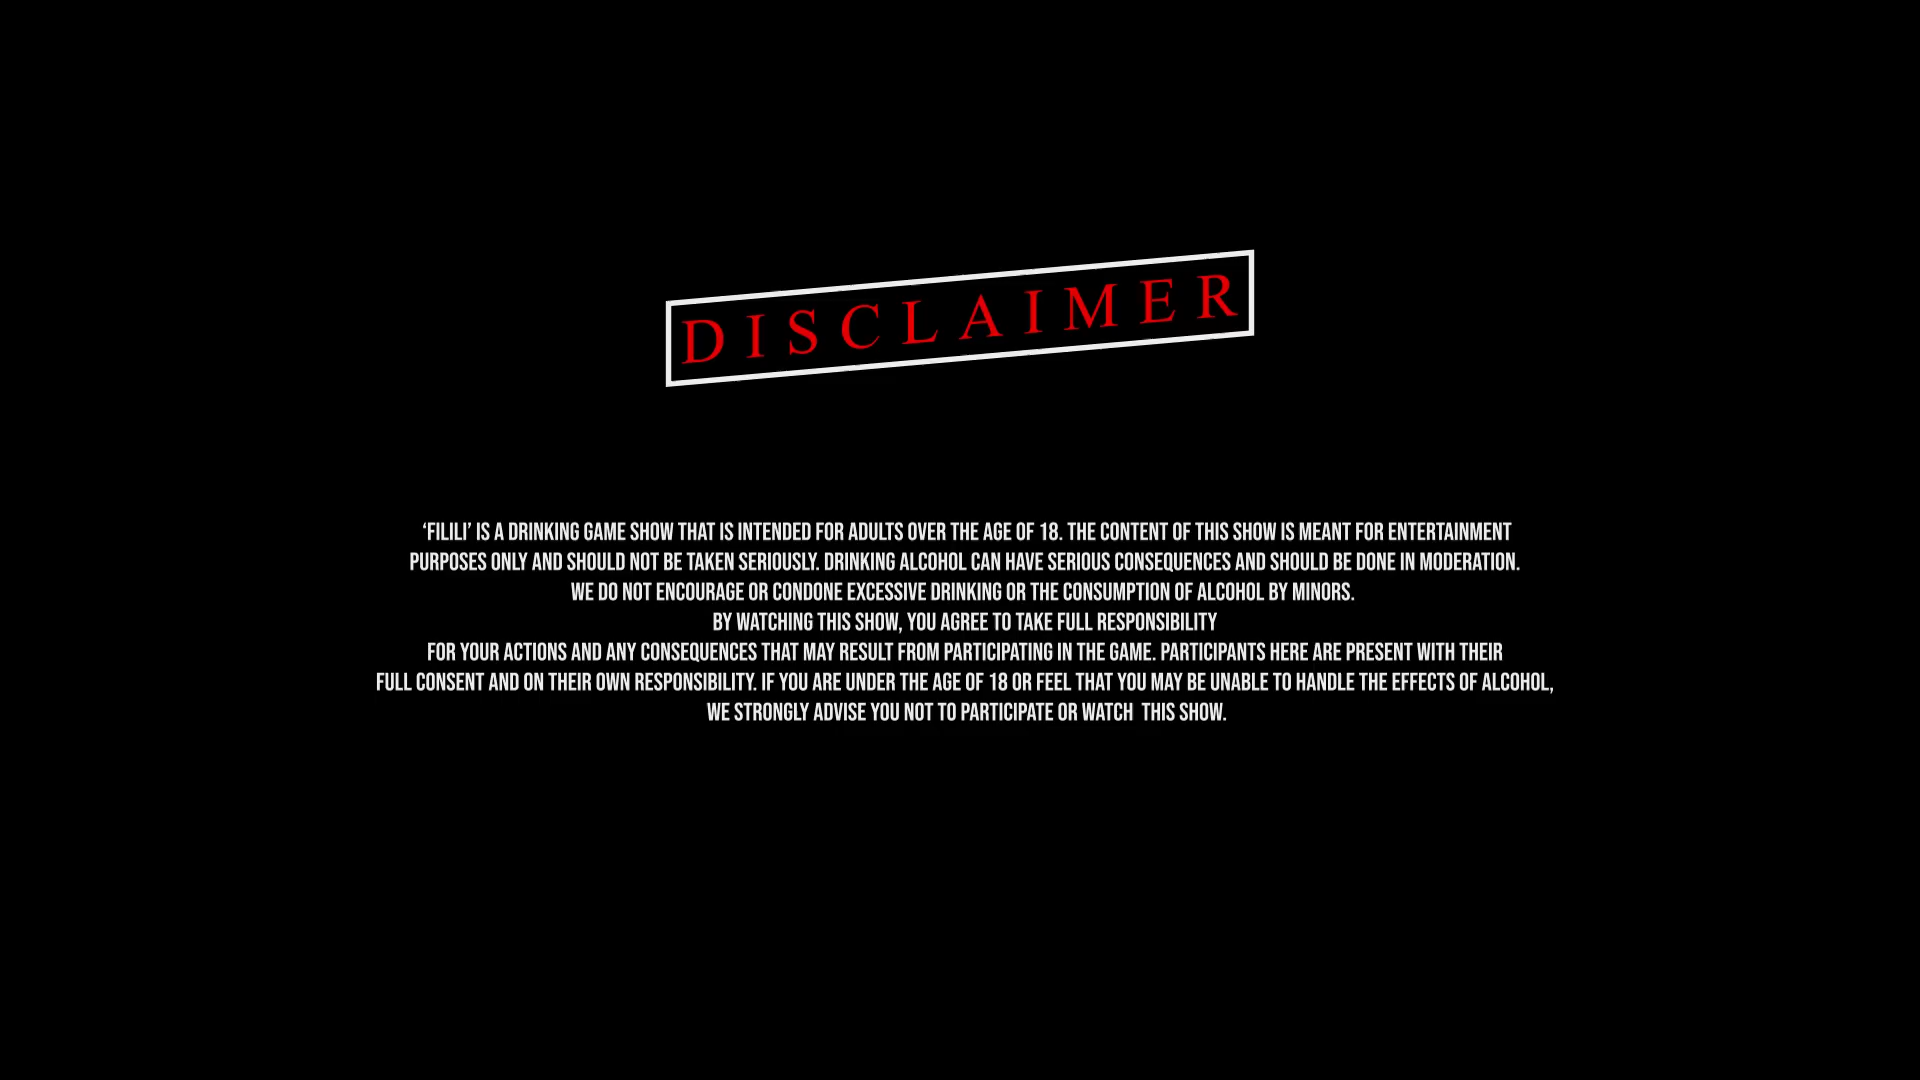 DISCLAIMER
‘FILILI’ IS A DRINKING GAME SHOW THAT IS INTENDED FOR ADULTS OVER THE AGE OF 18. THE CONTENT OF THIS SHOW IS MEANT FOR ENTERTAINMENT
PURPOSES ONLY AND SHOULD NOT BE TAKEN SERIOUSLY. DRINKING ALCOHOL CAN HAVE SERIOUS CONSEQUENCES AND SHOULD BE DONE IN MODERATION.
WE DO NOT ENCOURAGE OR CONDONE EXCESSIVE DRINKING OR THE CONSUMPTION OF ALCOHOL BY MINORS.
BY WATCHING THIS SHOW, YOU AGREE TO TAKE FULL RESPONSIBILITY
FOR YOUR ACTIONS AND ANY CONSEQUENCES THAT MAY RESULT FROM PARTICIPATING IN THE GAME. PARTICIPANTS HERE ARE PRESENT WITH THEIR
FULL CONSENT AND ON THEIR OWN RESPONSIBILITY. IF YOU ARE UNDER THE AGE OF 18 OR FEEL THAT YOU MAY BE UNABLE TO HANDLE THE EFFECTS OF ALCOHOL,
WE STRONGLY ADVISE YOU NOT TO PARTICIPATE OR WATCH THIS SHOW.